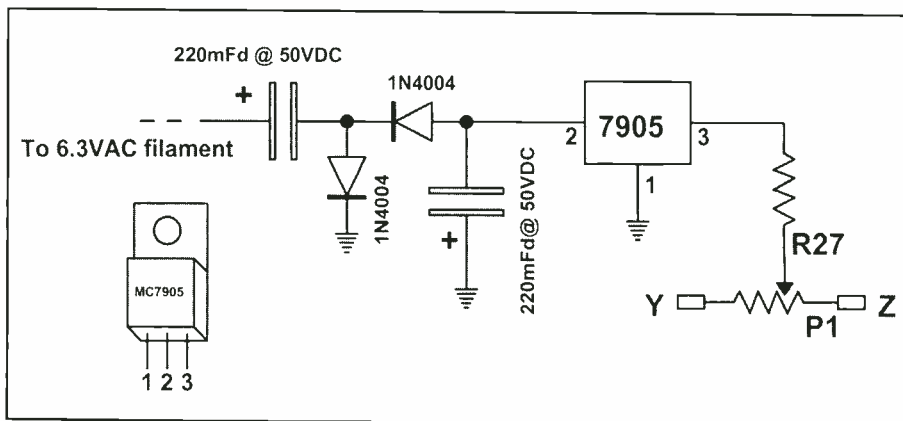 220mFd @ 50VDC
+
1N4004
To 6.3VAC filament
1N4004
+
220mFd@ 50VDC
2
7905
3
1
R27
Y
P1
Z
MC7905
1 2 3